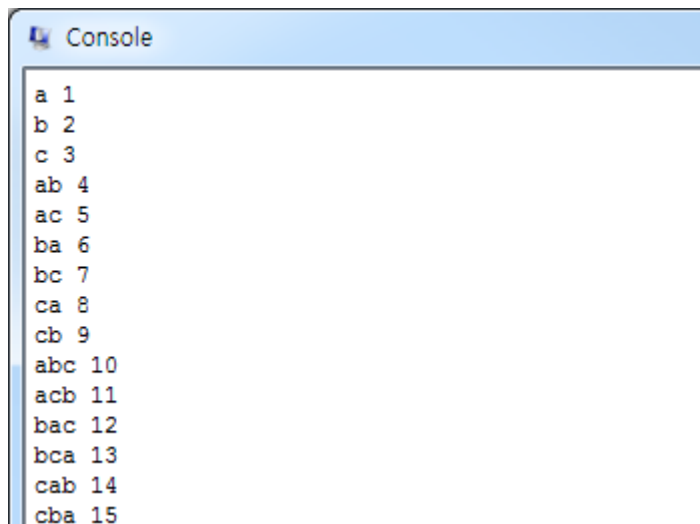 Console
a 1
b 2
c 3
ab 4
ac 5
ba 6
bc 7
ca 8
cb 9
abc 10
acb 11
bac 12
bca 13
cab 14
cba 15